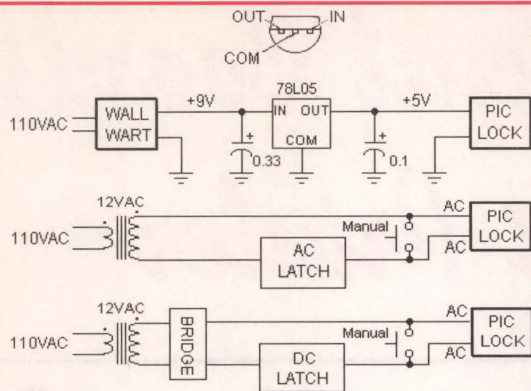 OUT IN
COM
78L05
110VAC
WALL
WART
+9V
IN OUT
COM
+
0.33
+
0.1
+5V
PIC
LOCK
12VAC
110VAC
AC
LATCH
Manual
AC
AC
PIC
LOCK
12VAC
110VAC
BRIDGE
DC
LATCH
Manual
AC
AC
PIC
LOCK